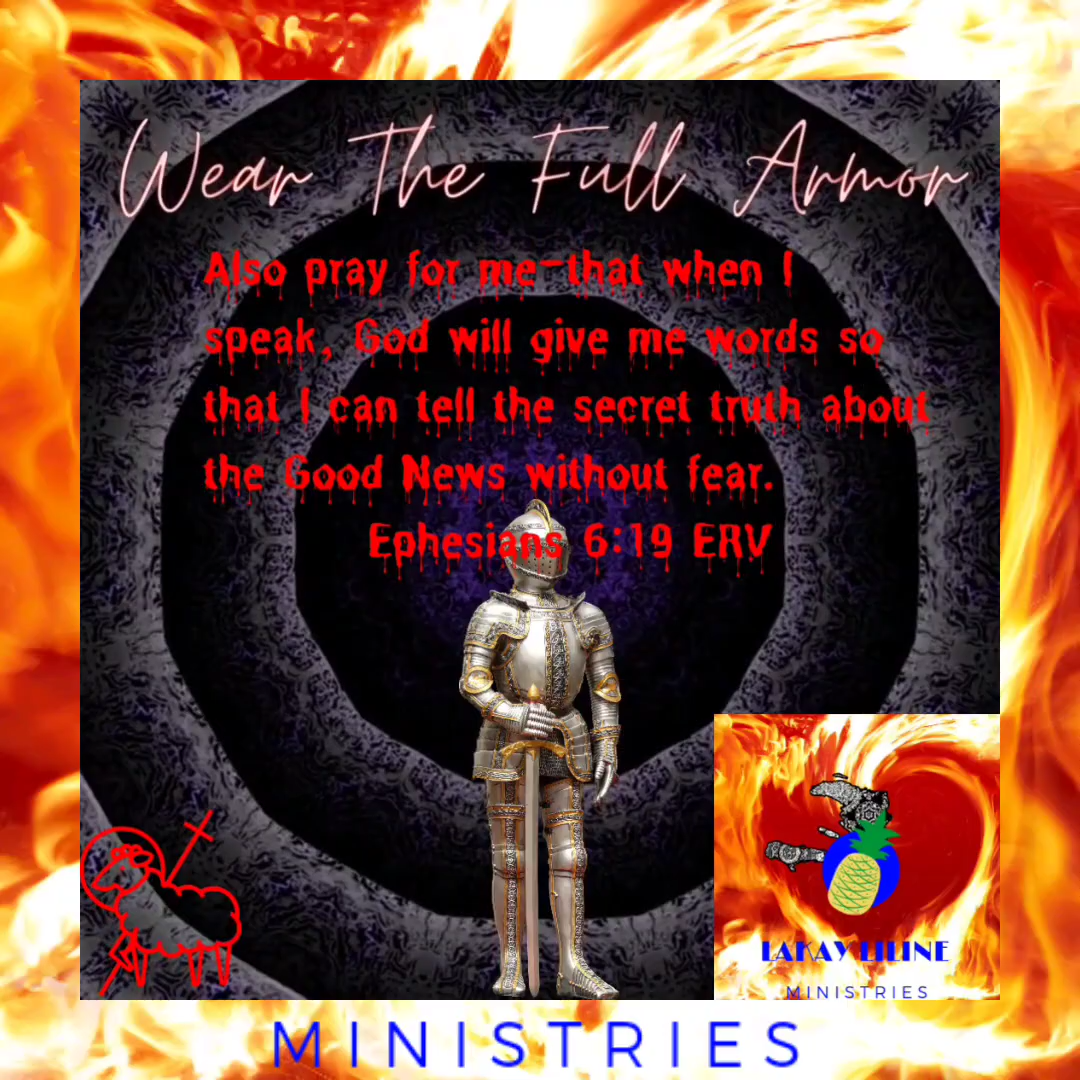 Wear The Full Armor
Also pray for me—that when I
speak, God will give me words so
that I can tell the secret truth about
the Good News without fear.
Ephesians 6:19 ERV
LAKAY LILINE
MINISTRIES
MINISTRIES